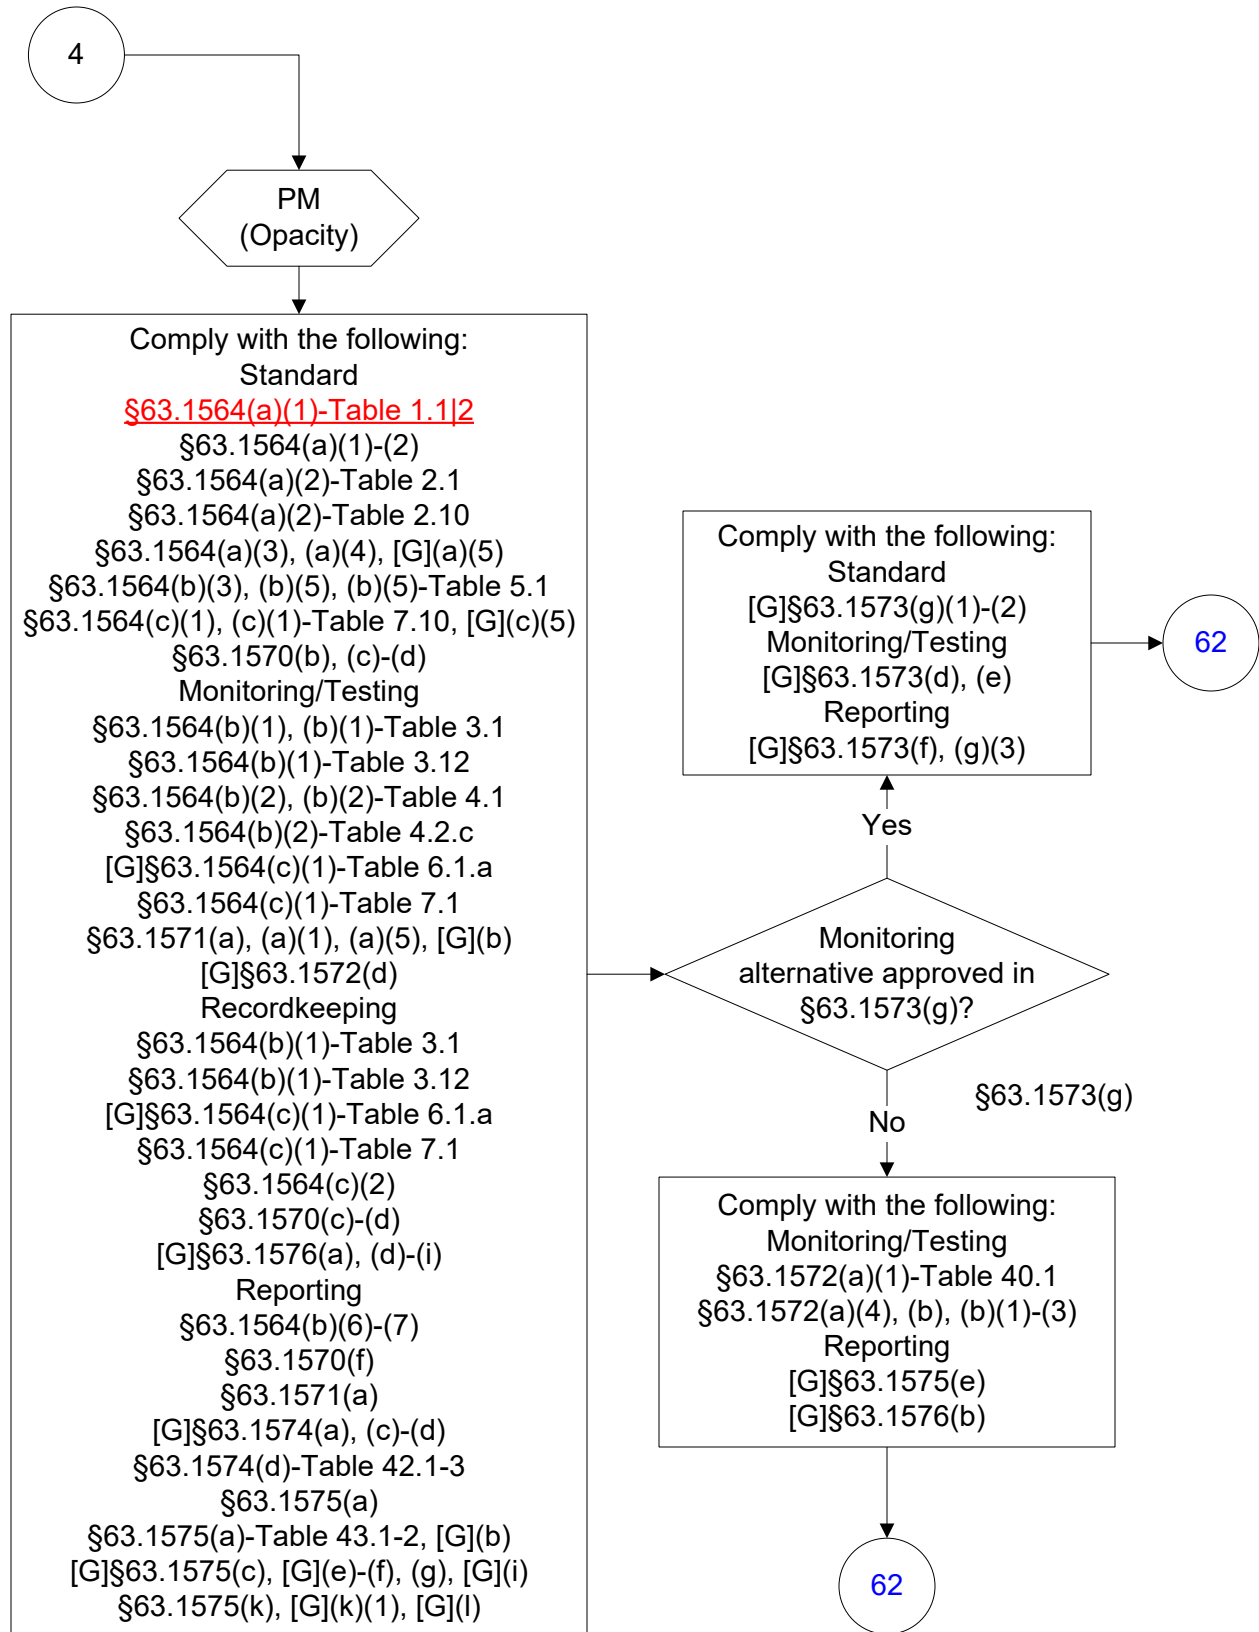 4
PM
(Opacity)
Comply with the following:
Standard
§63.1564(a)(1)-Table 1.1|2
§63.1564(a)(1)-(2)
§63.1564(a)(2)-Table 2.1
§63.1564(a)(2)-Table 2.10
§63.1564(a)(3), (a)(4), [G](a)(5)
§63.1564(b)(3), (b)(5), (b)(5)-Table 5.1
§63.1564(c)(1), (c)(1)-Table 7.10, [G](c)(5)
§63.1570(b), (c)-(d)
Monitoring/Testing
§63.1564(b)(1), (b)(1)-Table 3.1
§63.1564(b)(1)-Table 3.12
§63.1564(b)(2), (b)(2)-Table 4.1
§63.1564(b)(2)-Table 4.2.c
[G]§63.1564(c)(1)-Table 6.1.a
§63.1564(c)(1)-Table 7.1
§63.1571(a), (a)(1), (a)(5), [G](b)
[G]§63.1572(d)
Recordkeeping
§63.1564(b)(1)-Table 3.1
§63.1564(b)(1)-Table 3.12
[G]§63.1564(c)(1)-Table 6.1.a
§63.1564(c)(1)-Table 7.1
§63.1564(c)(2)
§63.1570(c)-(d)
[G]§63.1576(a), (d)-(i)
Reporting
§63.1564(b)(6)-(7)
§63.1570(f)
§63.1571(a)
[G]§63.1574(a), (c)-(d)
§63.1574(d)-Table 42.1-3
§63.1575(a)
§63.1575(a)-Table 43.1-2, [G](b)
[G]§63.1575(c), [G](e)-(f), (g), [G](i)
§63.1575(k), [G](k)(1), [G](l)
Comply with the following:
Standard
[G]§63.1573(g)(1)-(2)
Monitoring/Testing
[G]§63.1573(d), (e)
Reporting
[G]§63.1573(f), (g)(3)
62
Yes
Monitoring
alternative approved in
§63.1573(g)?
§63.1573(g)
No
Comply with the following:
Monitoring/Testing
§63.1572(a)(1)-Table 40.1
§63.1572(a)(4), (b), (b)(1)-(3)
Reporting
[G]§63.1575(e)
[G]§63.1576(b)
62